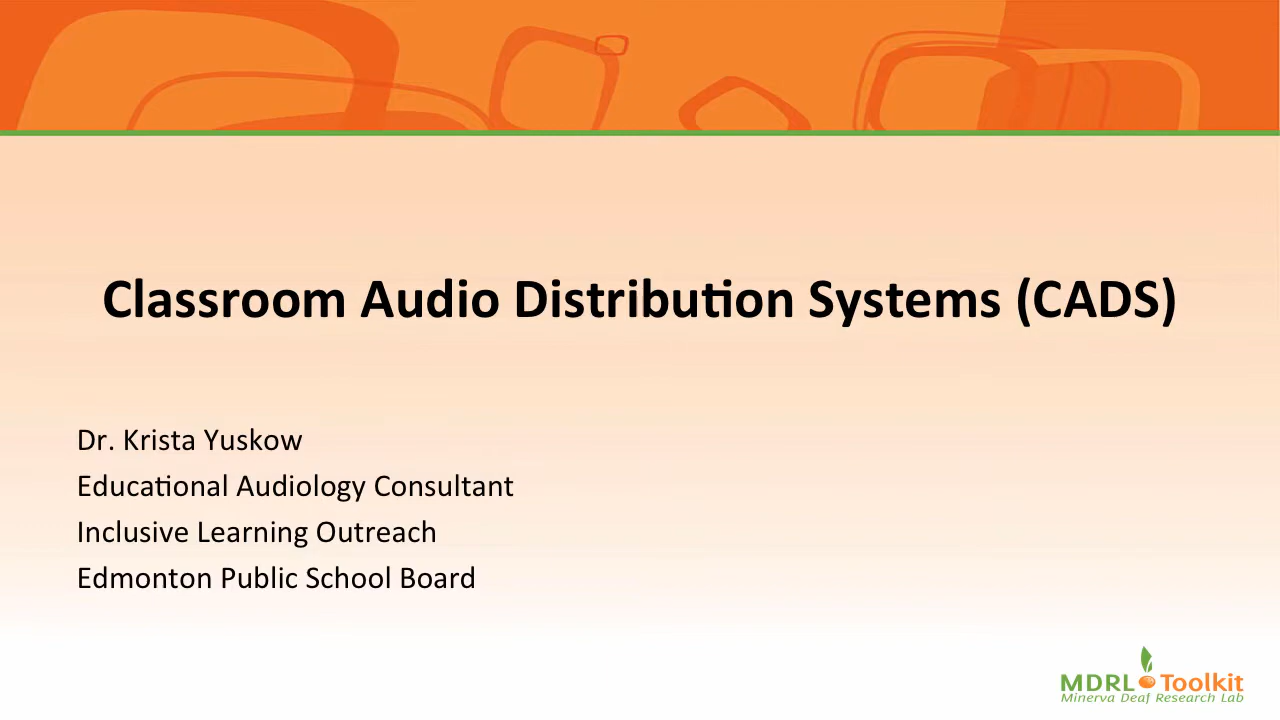 Classroom Audio Distribution Systems (CADS)
Dr. Krista Yuskow
Educational Audiology Consultant
Inclusive Learning Outreach
Edmonton Public School Board
MDRL Toolkit
Minerva Deaf Research Lab